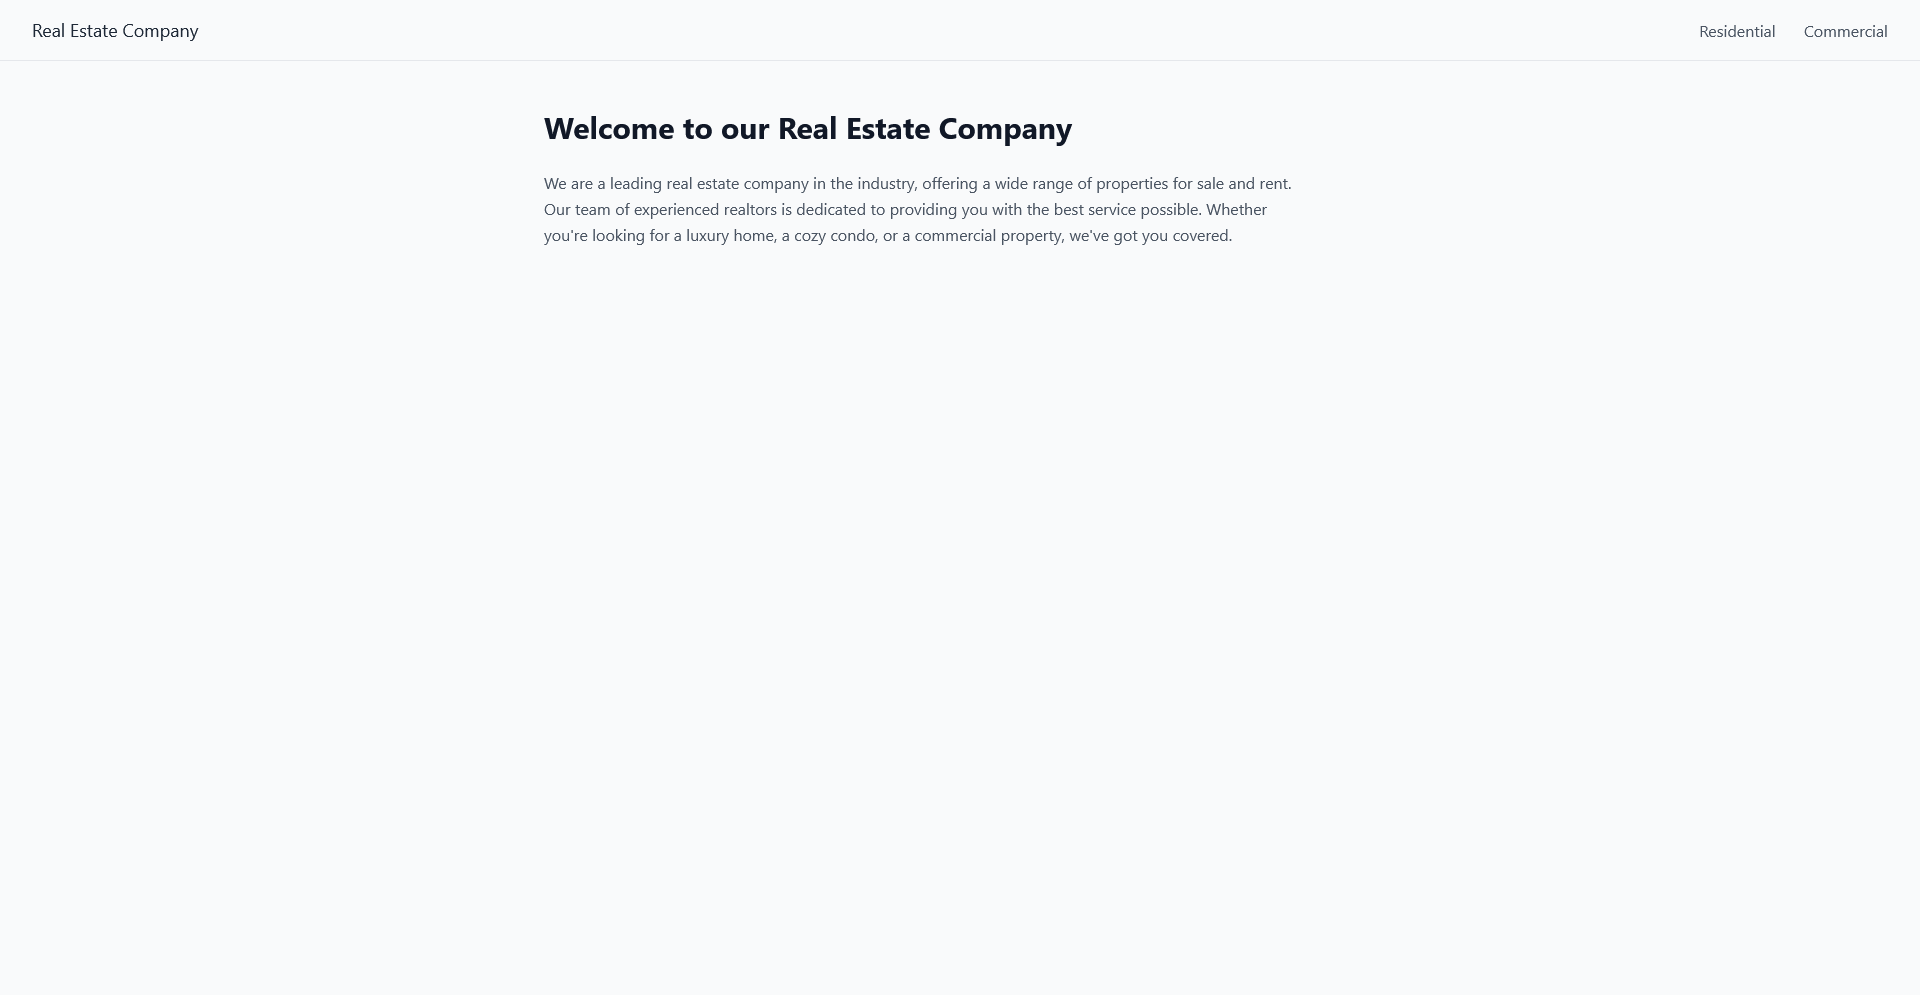 Real Estate Company
Residential
Commercial
Welcome to our Real Estate Company
We are a leading real estate company in the industry, offering a wide range of properties for sale and rent.
Our team of experienced realtors is dedicated to providing you with the best service possible. Whether
you're looking for a luxury home, a cozy condo, or a commercial property, we've got you covered.